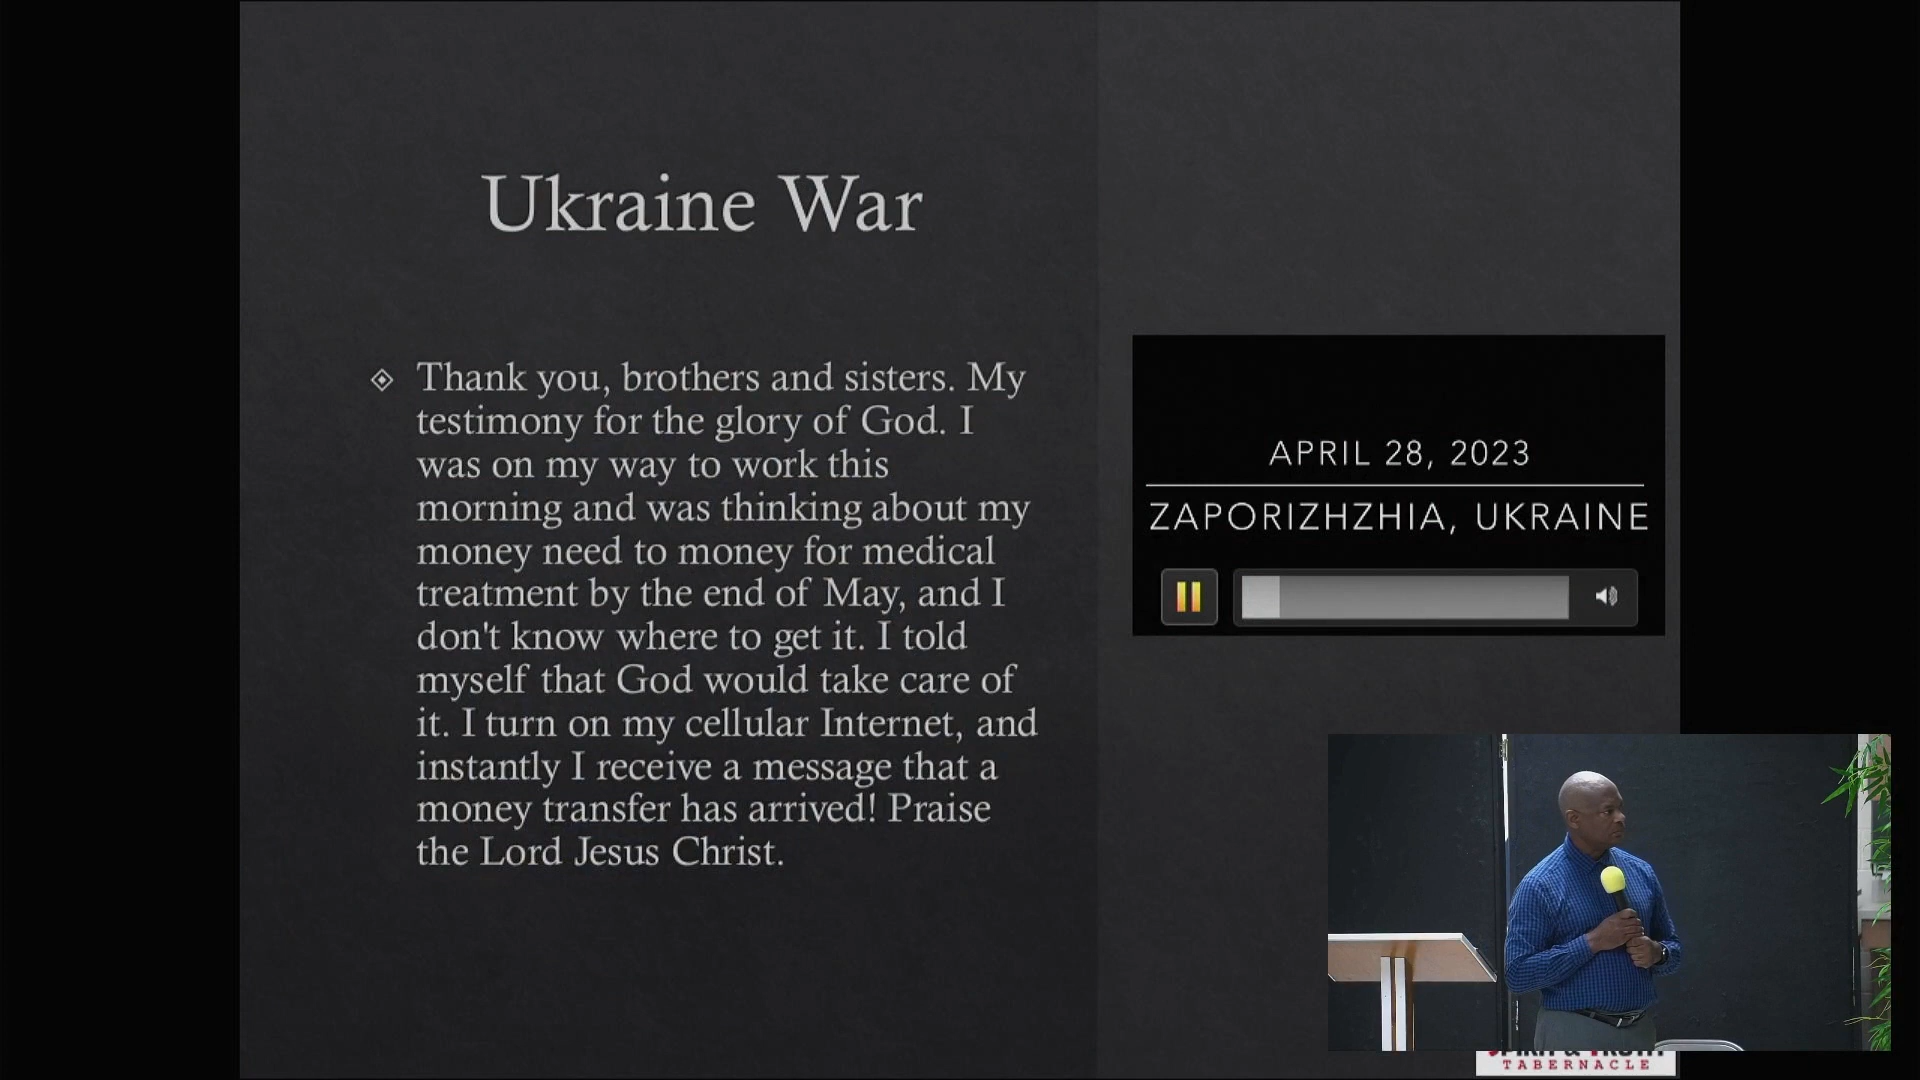 Ukraine War
Thank you, brothers and sisters. My
testimony for the glory of God. I
was on my way to work this
morning and was thinking about my
money need to money for medical
treatment by the end of May, and I
don't know where to get it. I told
myself that God would take care of
it. I turn on my cellular Internet, and
instantly I receive a message that a
money transfer has arrived! Praise
the Lord Jesus Christ.
APRIL 28, 2023
ZAPORIZHZHIA, UKRAINE
SPIRIT & TRUTH
TABERNACLE